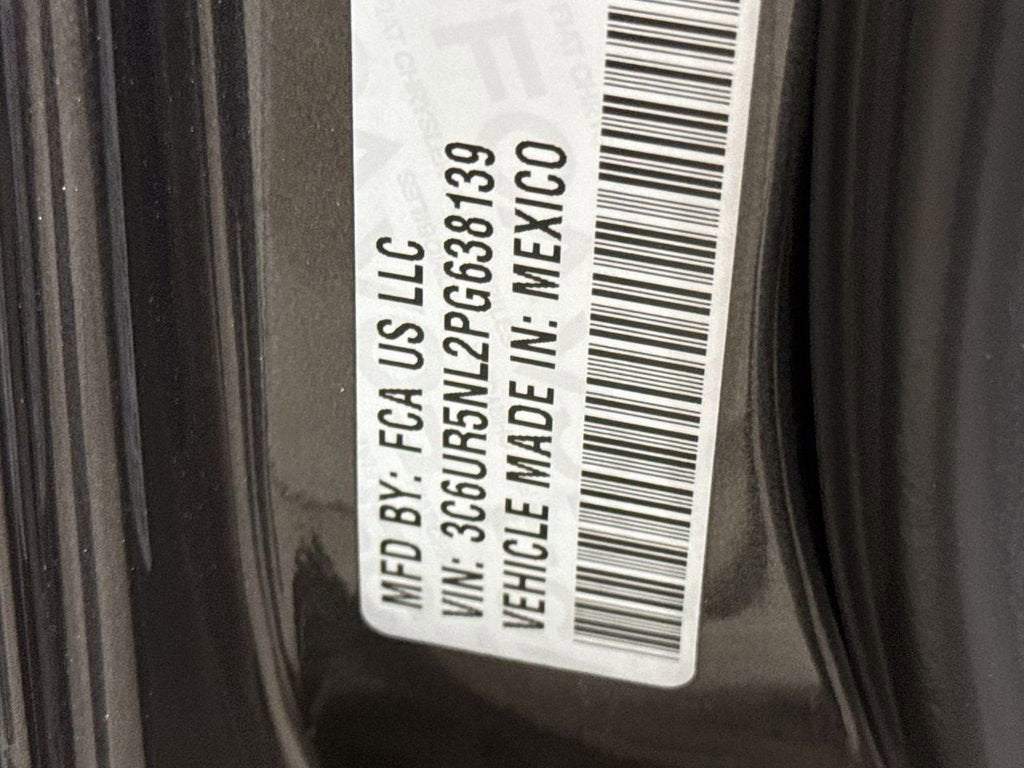 MFD BY: FCA US LLC
VIN: 3C6UR5NL2PG638139
VEHICLE MADE IN: MEXICO